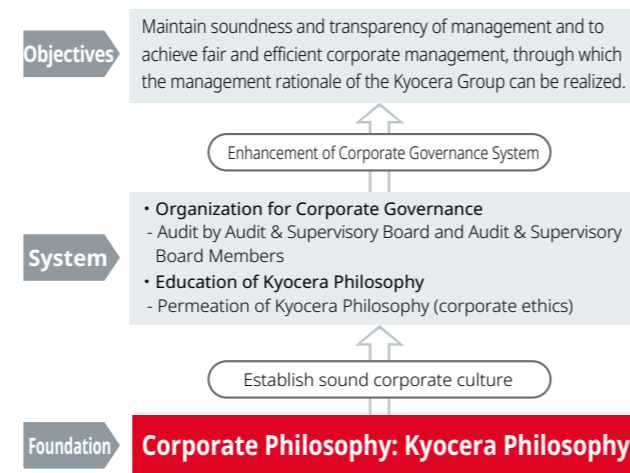 Objectives
Maintain soundness and transparency of management and to
achieve fair and efficient corporate management, through which
the management rationale of the Kyocera Group can be realized.
Enhancement of Corporate Governance System
System
・Organization for Corporate Governance
- Audit by Audit & Supervisory Board and Audit & Supervisory
Board Members
・Education of Kyocera Philosophy
- Permeation of Kyocera Philosophy (corporate ethics)
Establish sound corporate culture
Foundation
Corporate Philosophy: Kyocera Philosophy